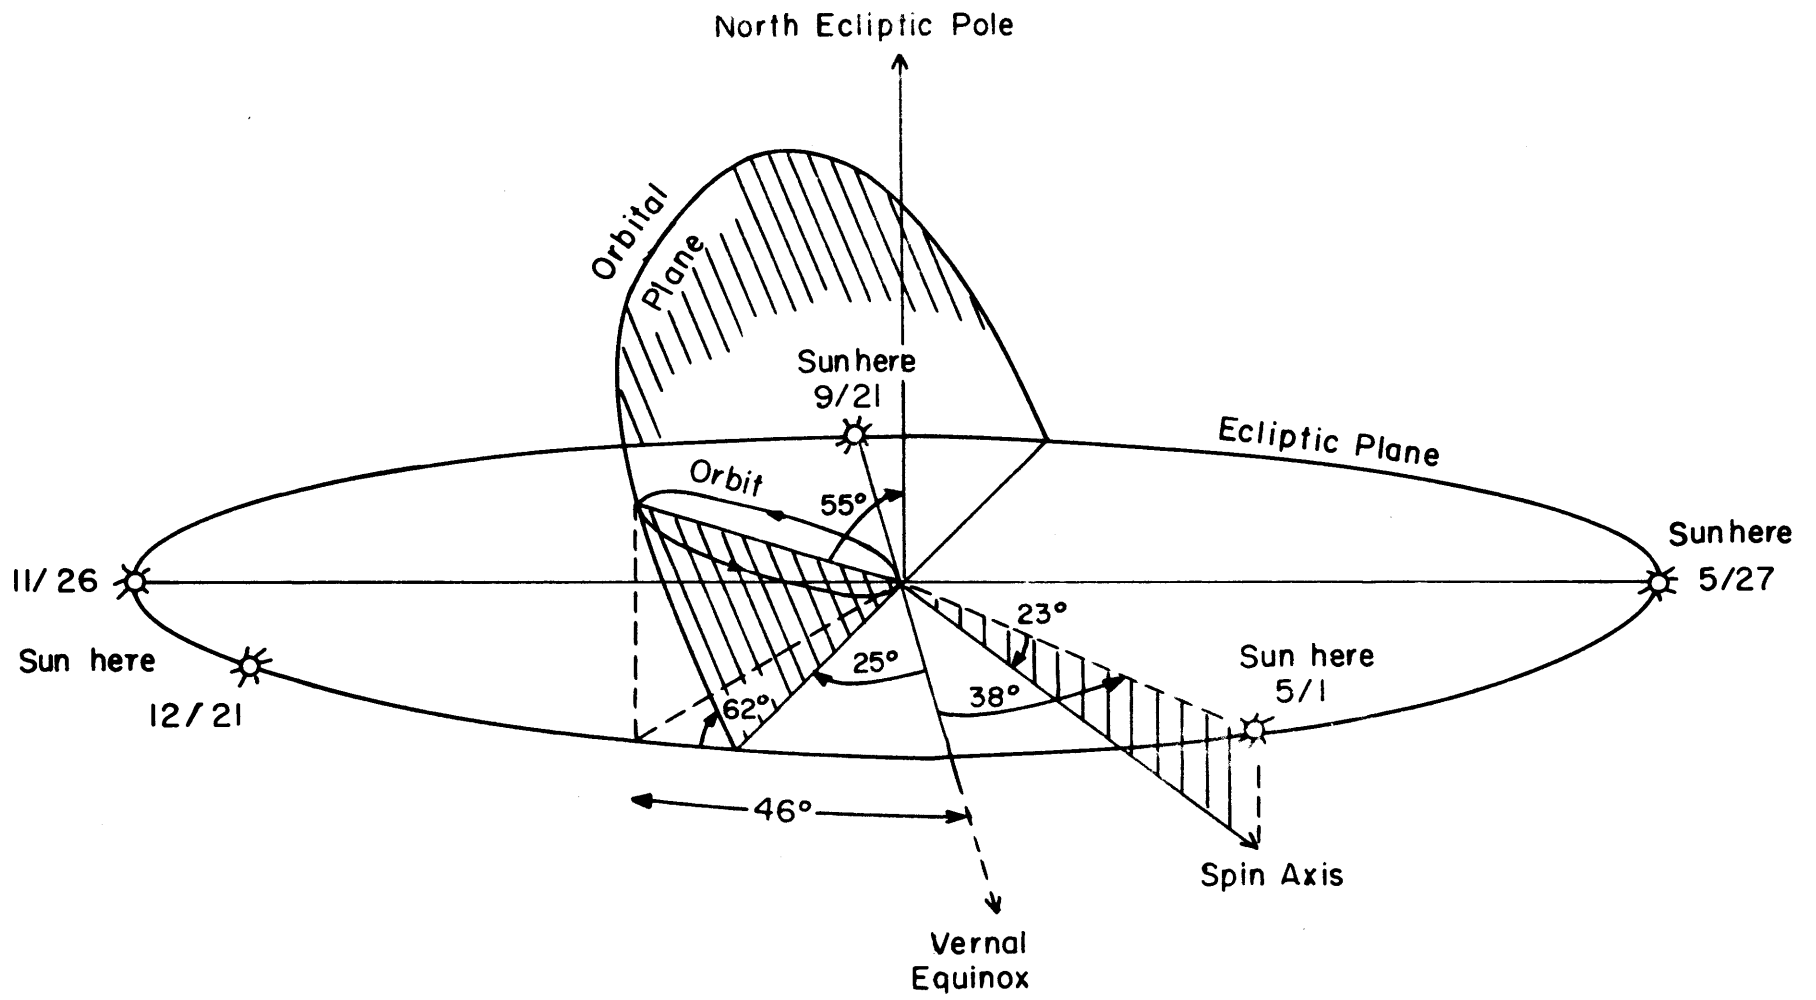 North Ecliptic Pole
Orbital
Plane
Sun here
9/21
Ecliptic Plane
Orbit
55°
Sun here
5/27
11/26
23°
Sun here
12/21
25°
Sun here
5/1
38°
62°
46°
Spin Axis
Vernal
Equinox